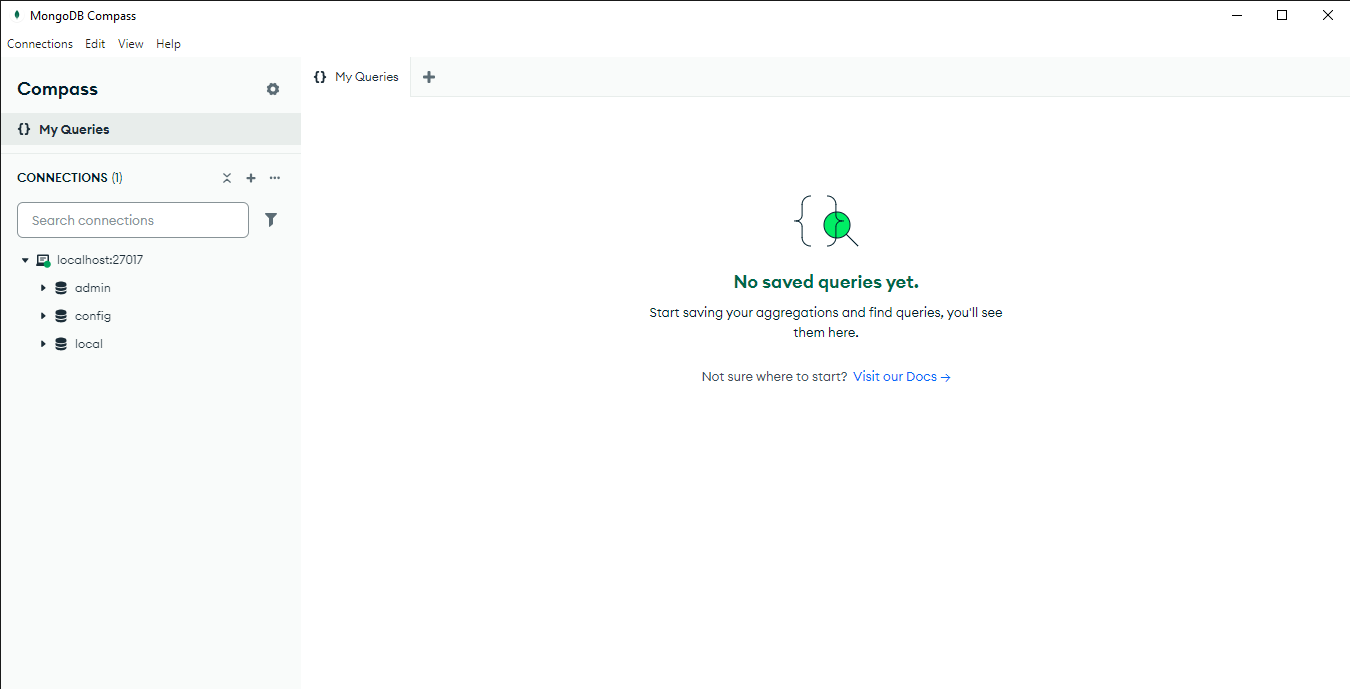 MongoDB Compass
Connections Edit View Help
Compass
{} My Queries
CONNECTIONS (1)
Search connections
localhost:27017
admin
config
local
{} My Queries
No saved queries yet.
Start saving your aggregations and find queries, you'll see
them here.
Not sure where to start? Visit our Docs →